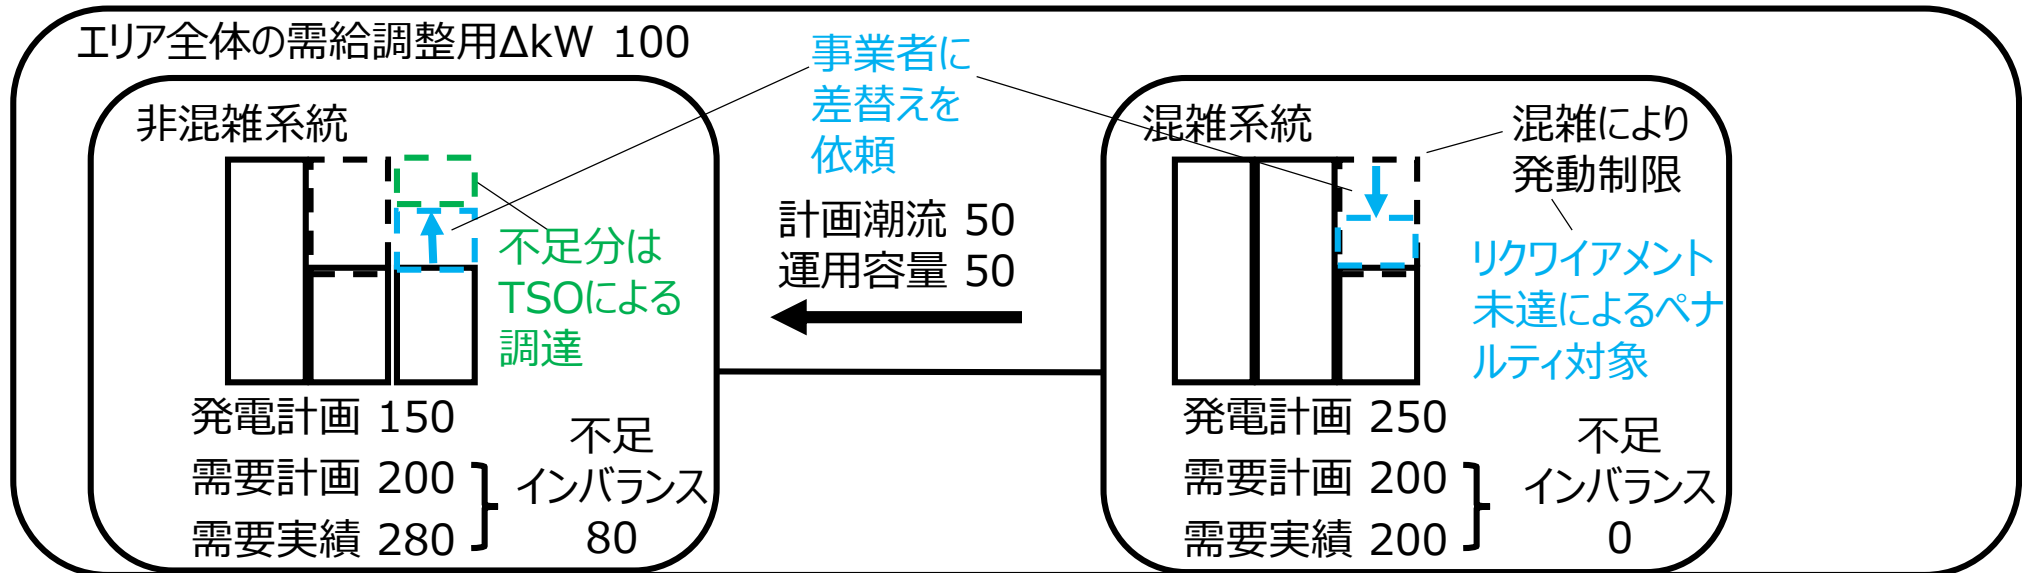 エリア全体の需給調整用ΔkW 100
非混雑系統
事業者に
差替えを
依頼
不足分は
TSOによる
調達
計画潮流 50
運用容量 50
発電計画 150
需要計画 200
需要実績 280
不足
インバランス
80
混雑系統
混雑により
発動制限
リクワイアメント
未達によるペナ
ルティ対象
発電計画 250
需要計画 200
需要実績 200
不足
インバランス
0